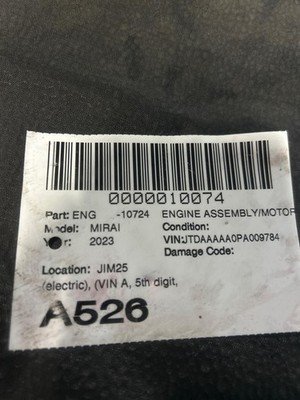 0000010074
Part: ENG -10724 ENGINE ASSEMBLY/MOTOR
Model: MIRAI Condition:
2023 VIN:JTDAAAAA0PA009784
Damage Code:
Location: JIM25
(electric), (VIN A, 5th digit,
A526